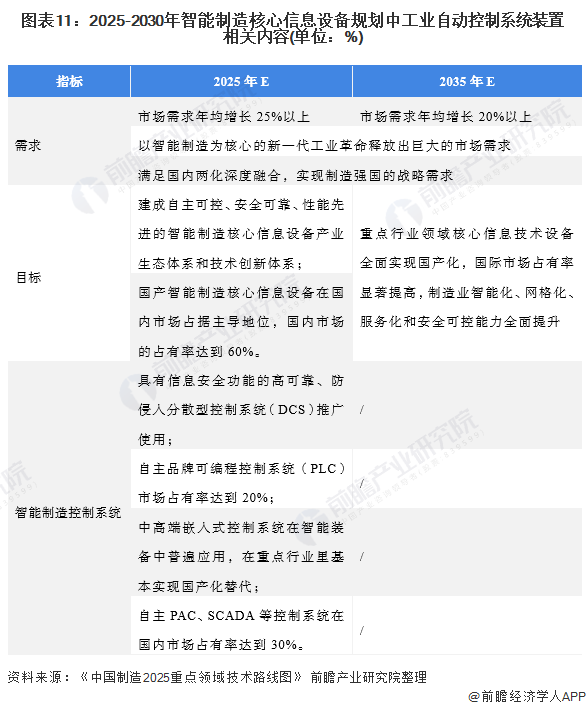 图表11：2025-2030年智能制造核心信息设备规划中工业自动控制系统装置
相关内容(单位：%)
指标
2025 年 E
2035 年 E
需求
市场需求年均增长 25%以上
市场需求年均增长 20%以上
以智能制造为核心的新一代工业革命释放出巨大的市场需求
满足国内两化深度融合，实现制造强国的战略需求
目标
建成自主可控、安全可靠、性能先
进的智能制造核心信息设备产业
生态体系和技术创新体系；
国产智能制造核心信息设备在国
内市场占据主导地位，国内市场
的占有率达到 60%。
重点行业领域核心信息技术设备
全面实现国产化，国际市场占有率
显著提高，制造业智能化、网格化、
服务化和安全可控能力全面提升
智能制造控制系统
具有信息安全功能的高可靠、防
侵入分散型控制系统（DCS）推广
使用；
/
自主品牌可编程控制系统（PLC）
市场占有率达到 20%；
/
中高端嵌入式控制系统在智能装
备中普遍应用，在重点行业里基
本实现国产化替代；
/
自主 PAC、SCADA 等控制系统在
国内市场占有率达到 30%。
/
资料来源：《中国制造2025重点领域技术路线图》 前瞻产业研究院整理
@前瞻经济学人APP
前瞻产业研究院